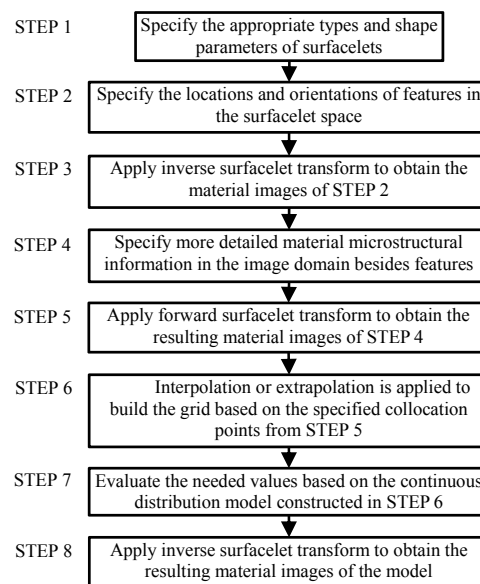 STEP 1
Specify the appropriate types and shape
parameters of surfacelets
STEP 2
Specify the locations and orientations of features in
the surfacelet space
STEP 3
Apply inverse surfacelet transform to obtain the
material images of STEP 2
STEP 4
Specify more detailed material microstructural
information in the image domain besides features
STEP 5
Apply forward surfacelet transform to obtain the
resulting material images of STEP 4
STEP 6
Interpolation or extrapolation is applied to
build the grid based on the specified collocation
points from STEP 5
STEP 7
Evaluate the needed values based on the continuous
distribution model constructed in STEP 6
STEP 8
Apply inverse surfacelet transform to obtain the
resulting material images of the model